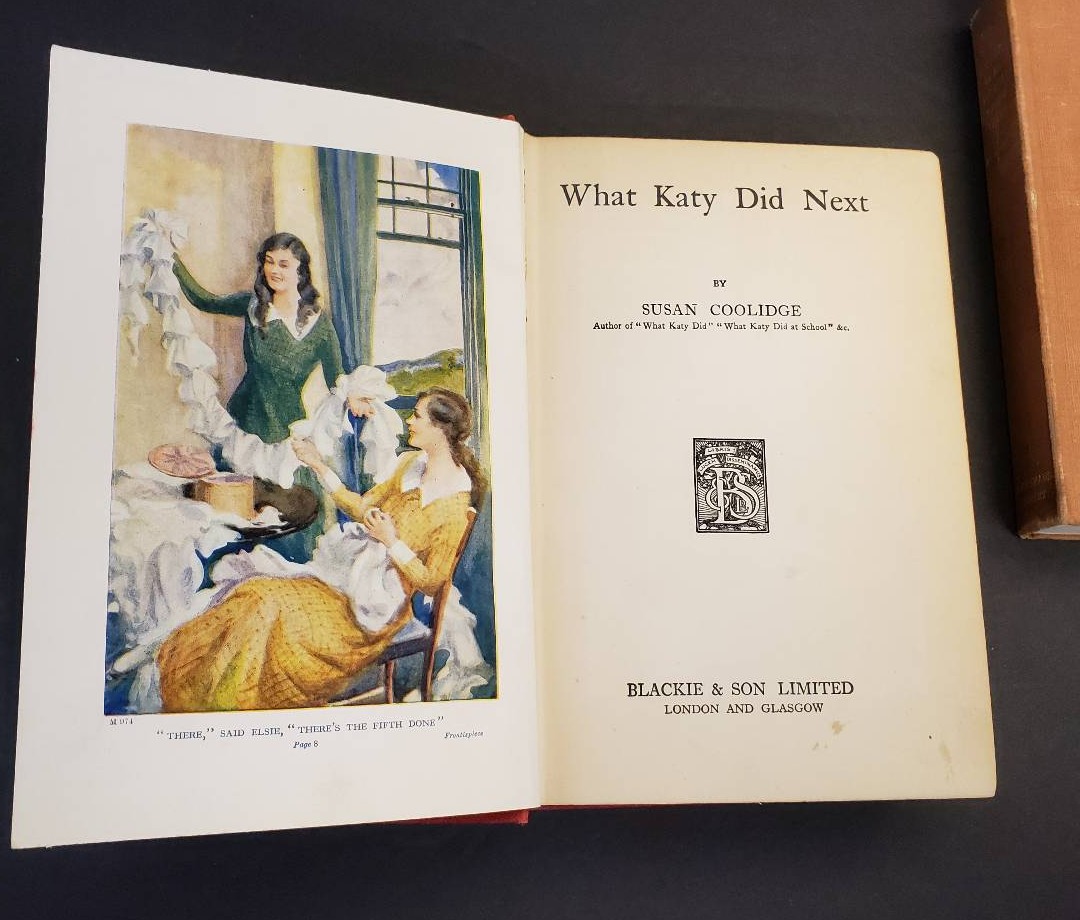 M 974
"THERE," SAID ELSIE, "THERE'S THE FIFTH DONE"
Page 8
Frontispiece
What Katy Did Next
BY
SUSAN COOLIDGE
Author of "What Katy Did" "What Katy Did at School" &c.
BLACKIE & SON LIMITED
LONDON AND GLASGOW